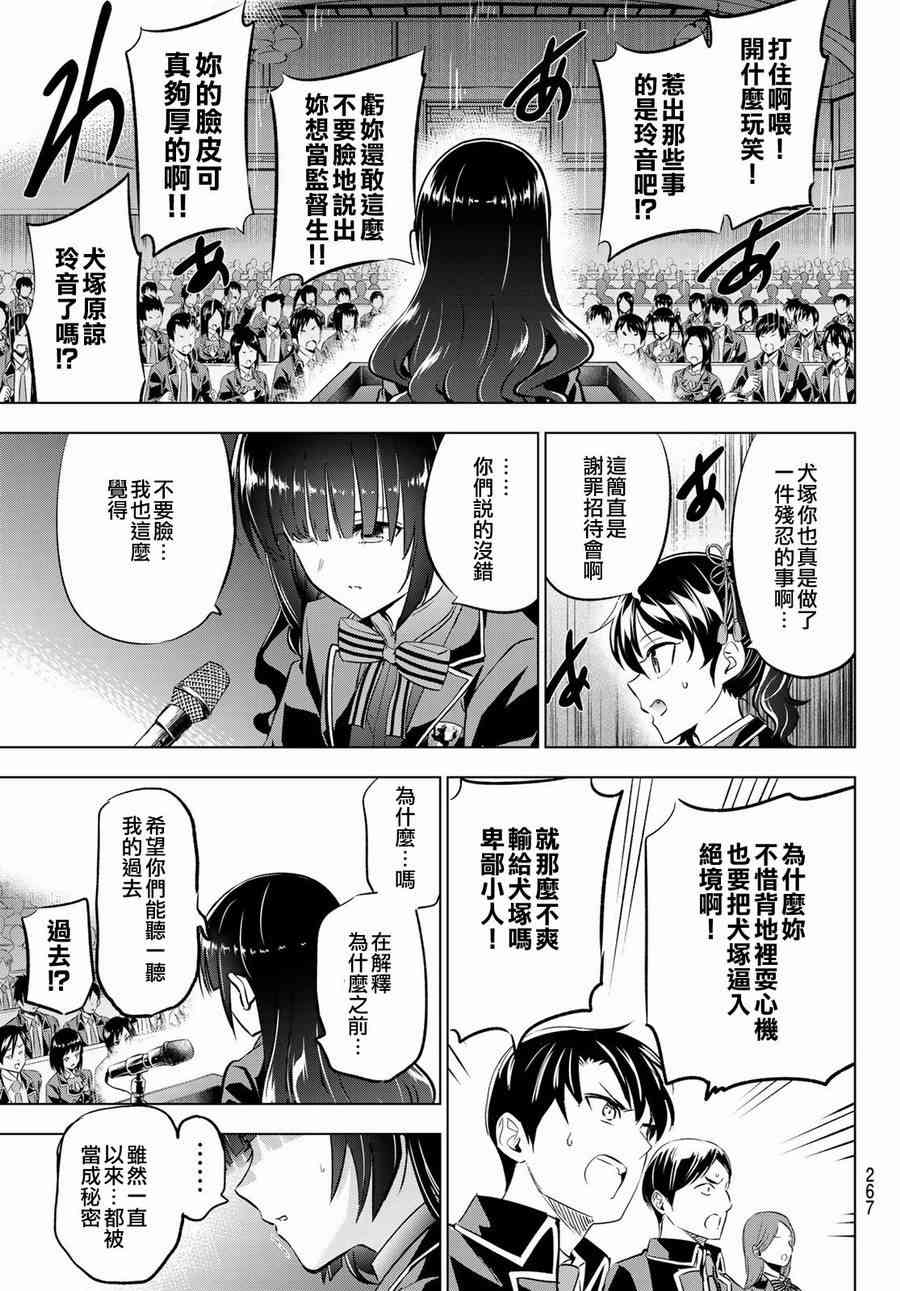 打住啊喂！
開什麼玩笑！
惹出那些事
的是玲音吧!?
虧妳還敢這麼
不要臉地說出
妳想當監督生!!
妳的臉皮可
真夠厚的啊!!
犬塚原諒
玲音了嗎!?
わあああ
犬塚你也真是做了
一件殘忍的事啊…
這簡直是
謝罪招待會啊
……
你們説的沒錯
不要臉…
我也這麼
覺得
為什麼妳
不惜背地裡耍心機
也要把犬塚逼入
絕境啊！
就那麼不爽
輸給犬塚嗎
卑鄙小人！
為什麼…嗎
在解釋
為什麼之前…
希望你們能聽一聽
我的過去
過去!?
……
雖然一直
以來…都被
當成秘密
267